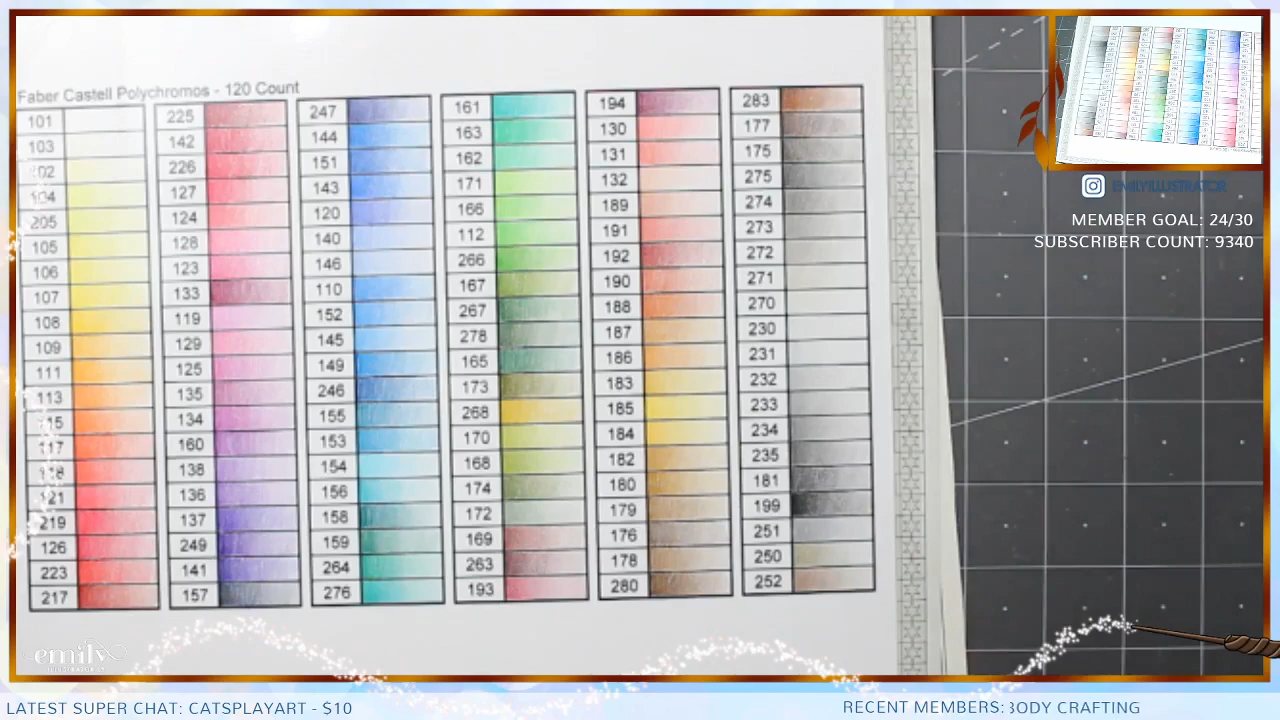 Faber Castell Polychromos - 120 Count
101 225 247 161 194 283
103 142 144 163 130 177
102 226 151 162 131 175
104 127 143 171 132 275
205 124 120 166 189 274
105 128 140 112 191 273
106 123 146 266 192 272
107 133 110 167 190 271
108 119 152 267 188 270
109 129 145 278 187 230
111 125 149 165 186 231
113 135 246 173 183 232
115 134 155 268 185 233
117 160 153 170 184 234
118 138 154 168 182 235
121 136 156 174 180 181
219 137 158 172 179 199
126 249 159 169 176 251
223 141 264 263 178 250
217 157 276 193 280 252
EMILYILLUSTRATOR
MEMBER GOAL: 24/30
SUBSCRIBER COUNT: 9340
emily
LATEST SUPER CHAT: CATSPLAYART - $10
RECENT MEMBERS: BODY CRAFTING